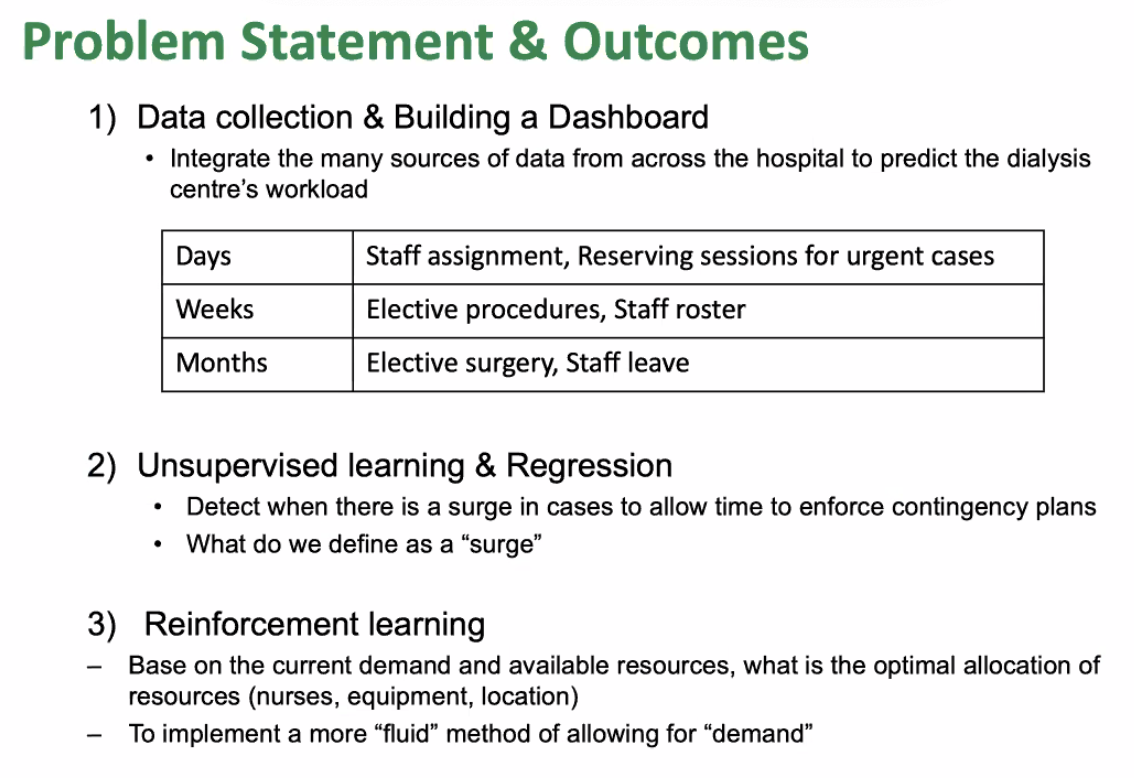 Problem Statement & Outcomes
1) Data collection & Building a Dashboard
• Integrate the many sources of data from across the hospital to predict the dialysis
centre’s workload
Days Staff assignment, Reserving sessions for urgent cases
Weeks Elective procedures, Staff roster
Months Elective surgery, Staff leave
2) Unsupervised learning & Regression
• Detect when there is a surge in cases to allow time to enforce contingency plans
• What do we define as a “surge”
3) Reinforcement learning
– Base on the current demand and available resources, what is the optimal allocation of
resources (nurses, equipment, location)
– To implement a more “fluid” method of allowing for “demand”